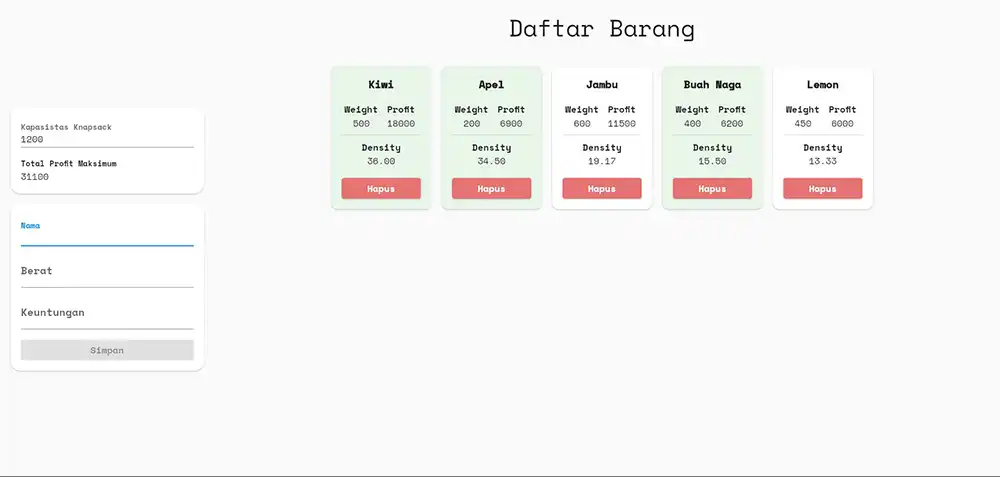 Daftar Barang
Kapasistas Knapsack
1200
Total Profit Maksimum
31100
Nama
Berat
Keuntungan
Simpan
Kiwi
Weight Profit
500 18000
Density
36.00
Hapus
Apel
Weight Profit
200 6900
Density
34.50
Hapus
Jambu
Weight Profit
600 11500
Density
19.17
Hapus
Buah Naga
Weight Profit
400 6200
Density
15.50
Hapus
Lemon
Weight Profit
450 6000
Density
13.33
Hapus